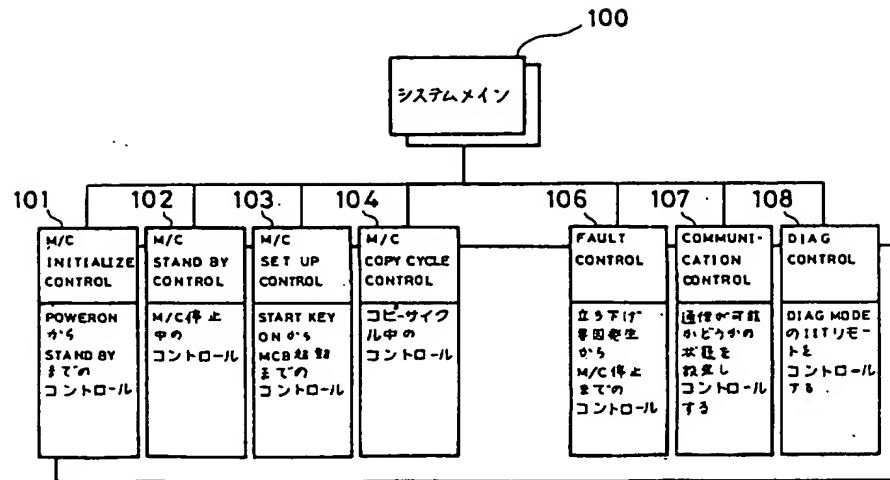 100
システムメイン
101
102
103
104
106
107
108
M/C
INITIALIZE
CONTROL
POWERON
から
STAND BY
までの
コントロール
M/C
STAND BY
CONTROL
M/C停止
中の
コントロール
M/C
SET UP
CONTROL
START KEY
ONから
MCB起動
までの
コントロール
M/C
COPY CYCLE
CONTROL
コピーサイク
ル中の
コントロール
FAULT
CONTROL
立ち下げ
要因発生
から
M/C停止
までの
コントロール
COMMUNI-
CATION
CONTROL
通信が可能
かどうかの
状態を
設定し
コントロール
する
DIAG
CONTROL
DIAG MODE
のIITリモー
トを
コントロール
する